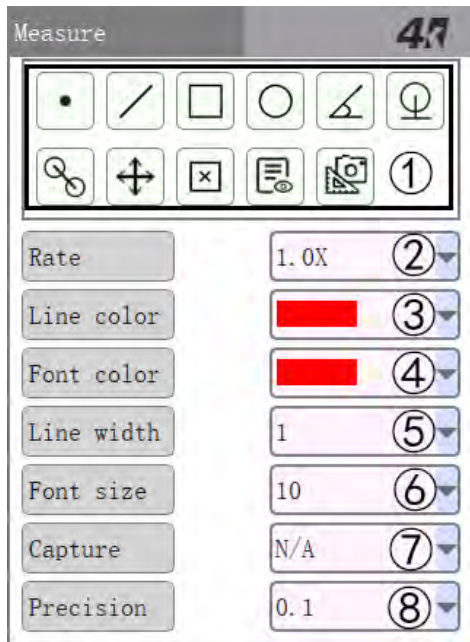 Measure 4K
①
Rate 1.0X ②
Line color ③
Font color ④
Line width 1 ⑤
Font size 10 ⑥
Capture N/A ⑦
Precision 0.1 ⑧